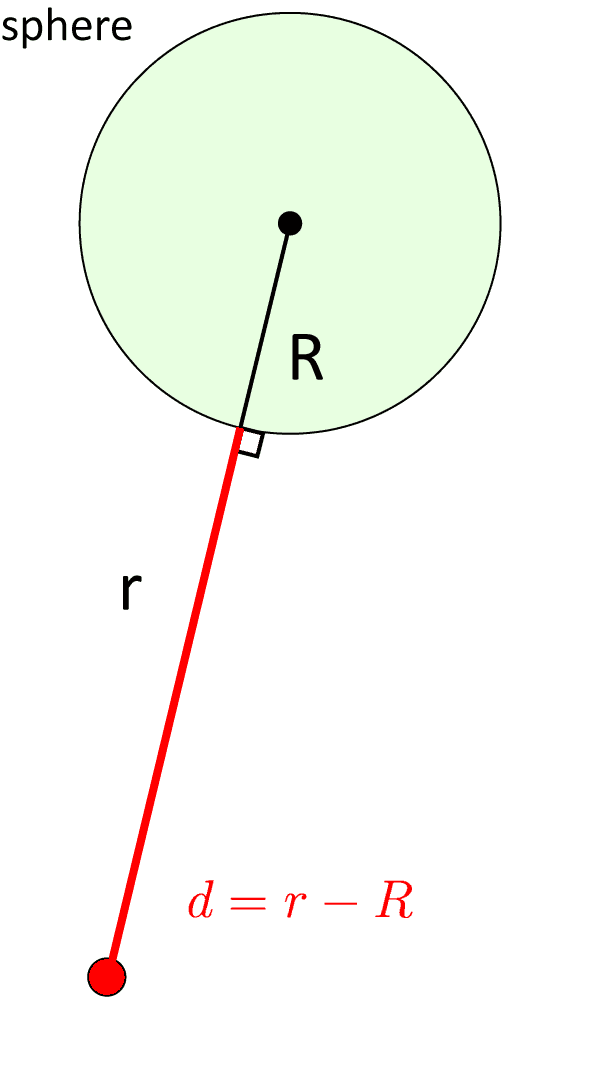 sphere
R
r
d = r − R